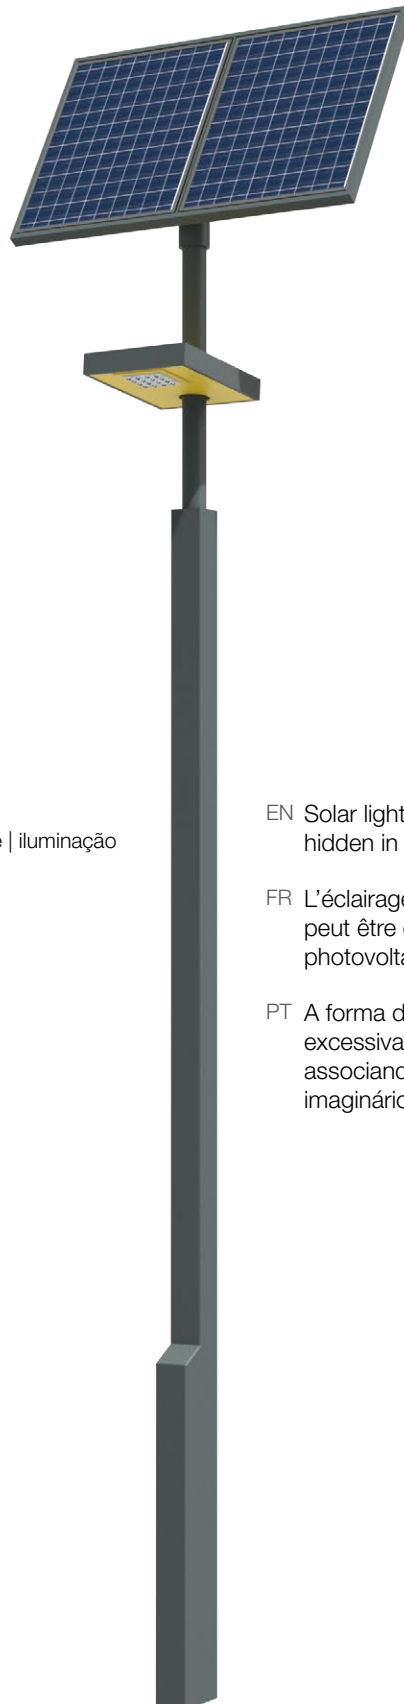 | iluminação
EN Solar light
hidden in
FR L'éclairage
peut être
photovolta
PT A forma d
excessiva
associand
imaginário